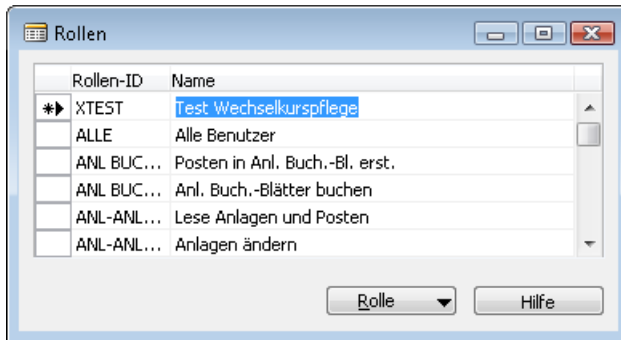 Rollen
Rollen-ID Name
XTEST Test Wechselkurspflege
ALLE Alle Benutzer
ANL BUC... Posten in Anl. Buch.-Bl. erst.
ANL BUC... Anl. Buch.-Blätter buchen
ANL-ANL... Lese Anlagen und Posten
ANL-ANL... Anlagen ändern
Rolle Hilfe